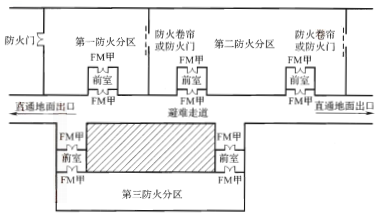 防火门
第一防火分区
防火卷帘
或防火门
第二防火分区
防火卷帘
或防火门
FM甲
前室
FM甲
FM甲
前室
FM甲
FM甲
前室
FM甲
直通地面出口
避难走道
直通地面出口
FM甲
前室
FM甲
FM甲
前室
FM甲
第三防火分区